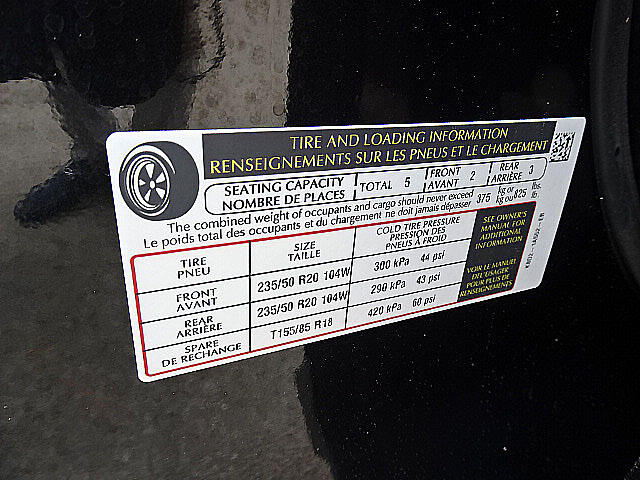 TIRE AND LOADING INFORMATION
RENSEIGNEMENTS SUR LES PNEUS ET LE CHARGEMENT
SEATING CAPACITY
NOMBRE DE PLACES
TOTAL 5
FRONT
AVANT 2
REAR
ARRIÈRE 3
The combined weight of occupants and cargo should never exceed 375 kg or 825 lbs.
Le poids total des occupants et du chargement ne doit jamais dépasser kg ou lb.
TIRE
PNEU
SIZE
TAILLE
COLD TIRE PRESSURE
PRESSION DES
PNEUS À FROID
FRONT
AVANT
235/50 R20 104W
300 kPa 44 psi
REAR
ARRIÈRE
235/50 R20 104W
290 kPa 43 psi
SPARE
DE RECHANGE
T155/85 R18
420 kPa 60 psi
SEE OWNER'S
MANUAL FOR
ADDITIONAL
INFORMATION
VOIR LE MANUEL
DE L'USAGER
POUR PLUS DE
RENSEIGNEMENTS